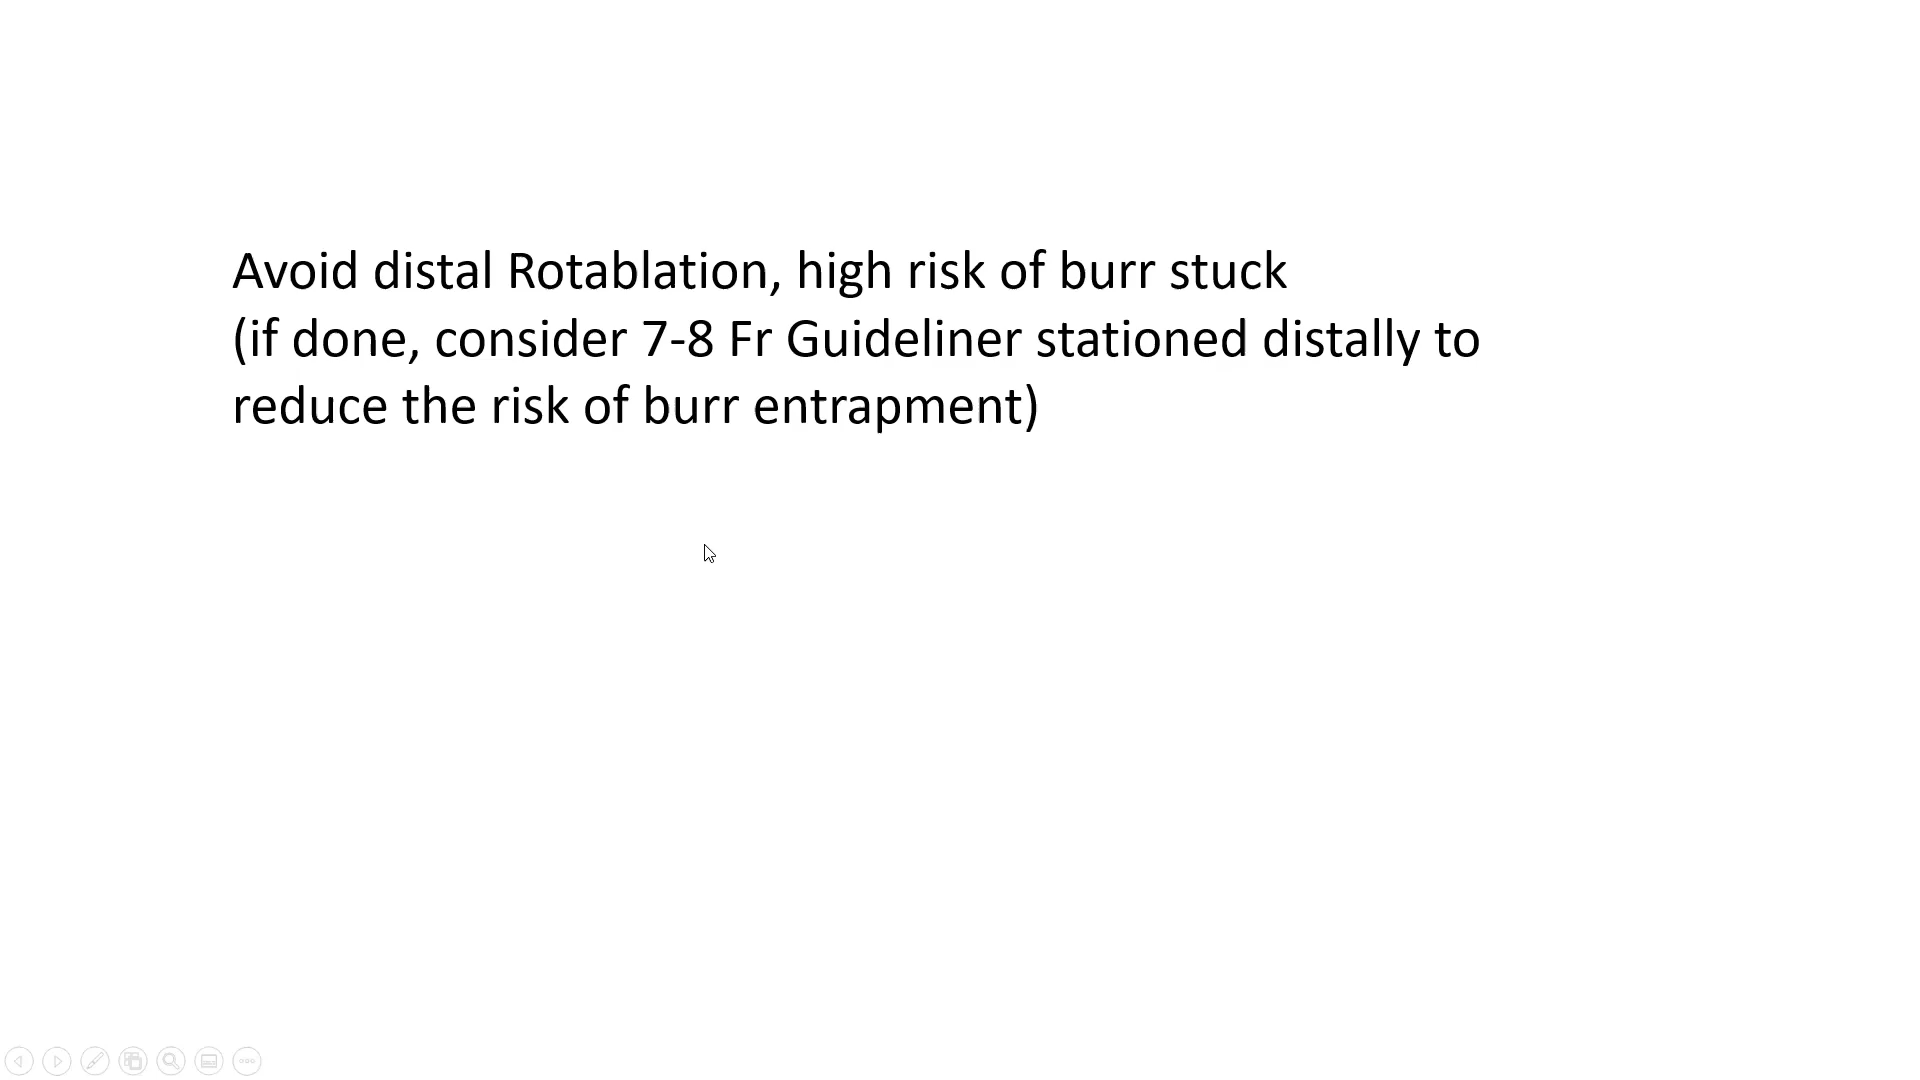 Avoid distal Rotablation, high risk of burr stuck
(if done, consider 7-8 Fr Guideliner stationed distally to
reduce the risk of burr entrapment)